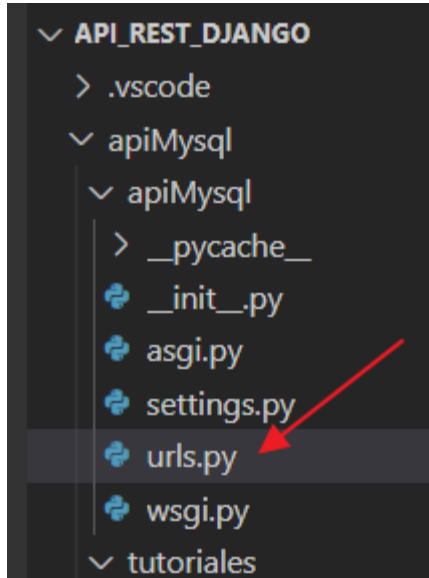 API_REST_DJANGO
.vscode
apiMysql
apiMysql
__pycache__
__init__.py
asgi.py
settings.py
urls.py
wsgi.py
tutoriales